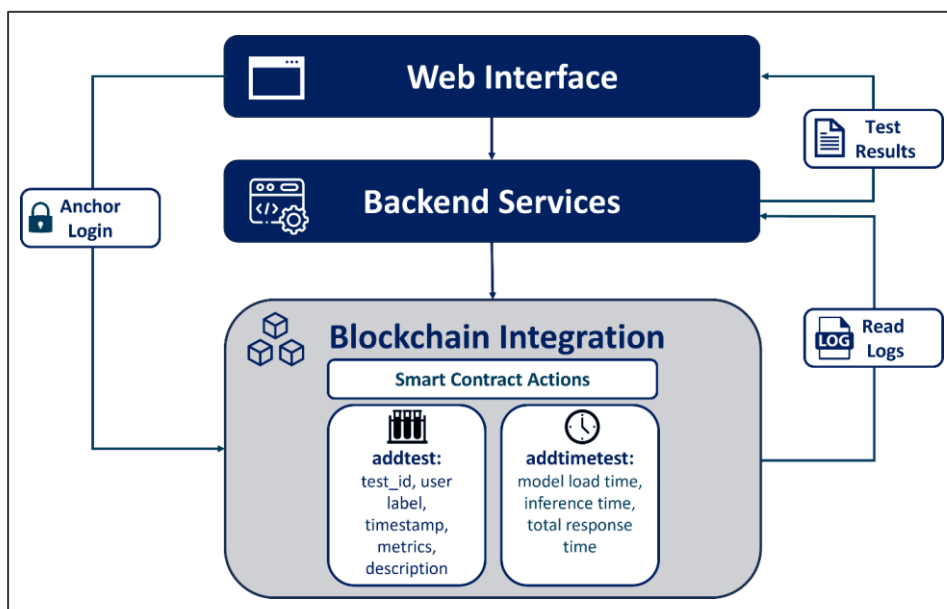 Web Interface
Test
Results
Anchor
Login
Backend Services
Read
Logs
LOG
Blockchain Integration
Smart Contract Actions
addtest:
test_id, user
label,
timestamp,
metrics,
description
addtimetest:
model load time,
inference time,
total response
time